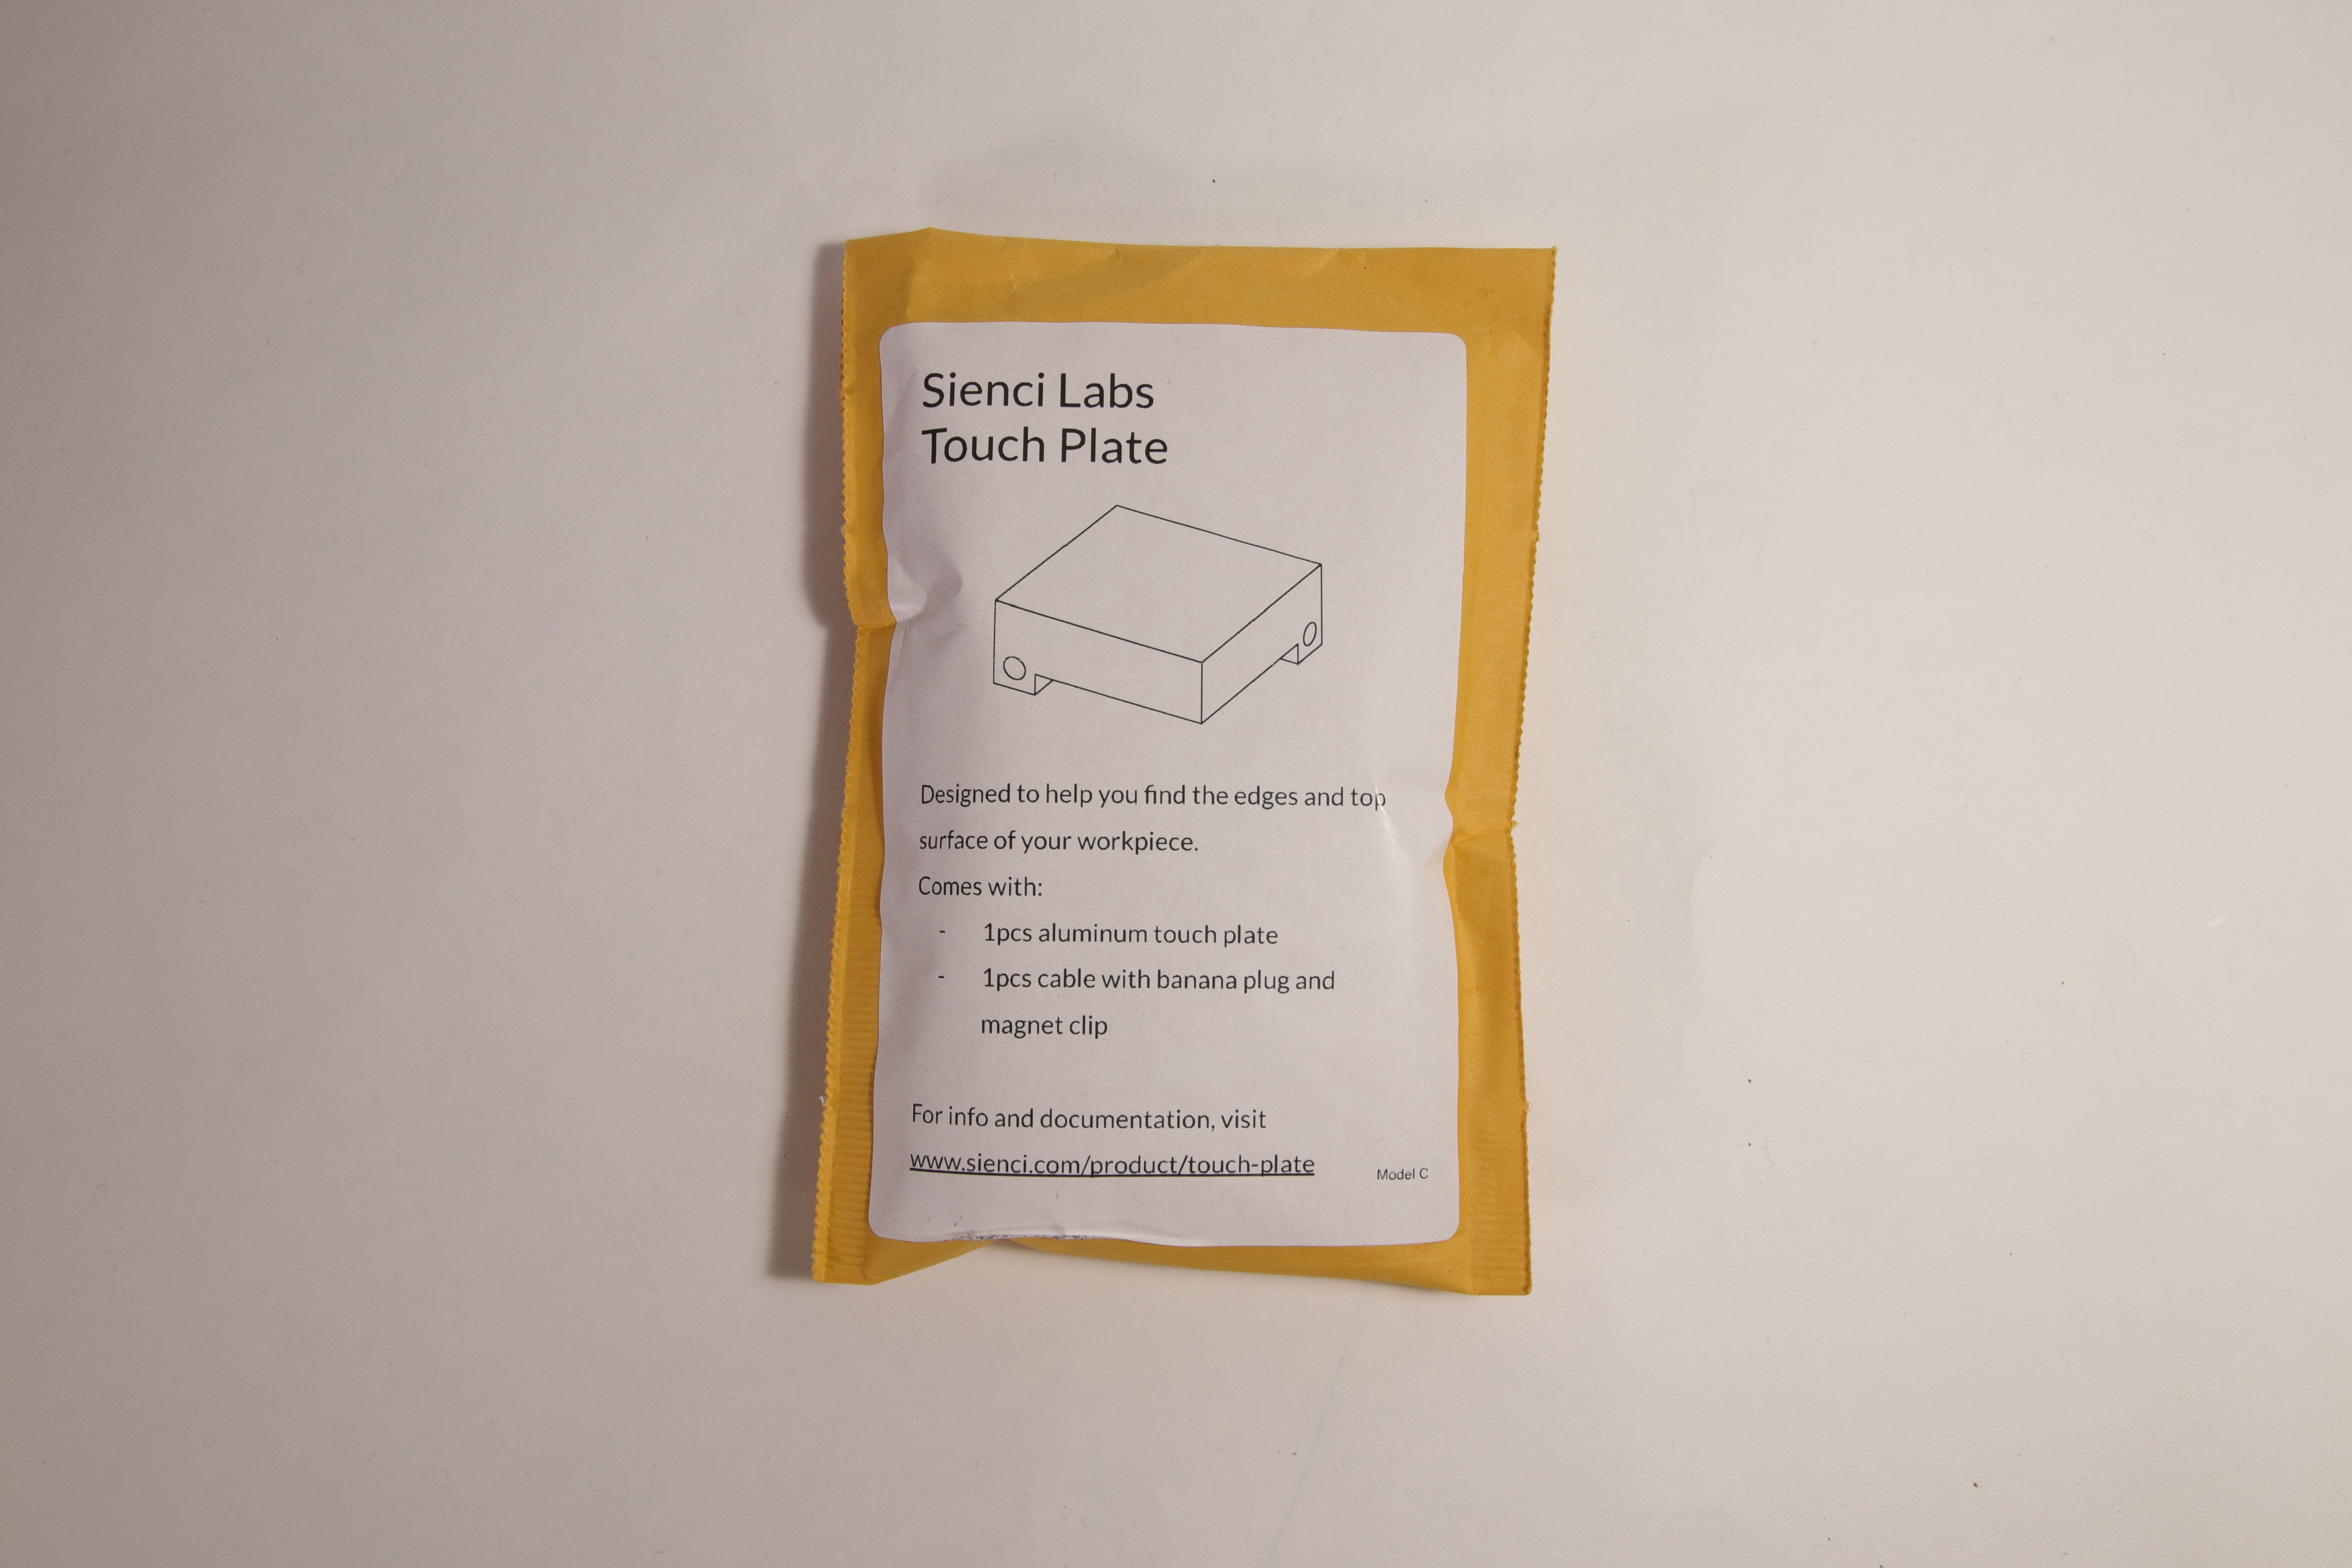 Sienci Labs
Touch Plate
Designed to help you find the edges and top
surface of your workpiece.
Comes with:
- 1pcs aluminum touch plate
- 1pcs cable with banana plug and
magnet clip
For info and documentation, visit
www.sienci.com/product/touch-plate
Model C